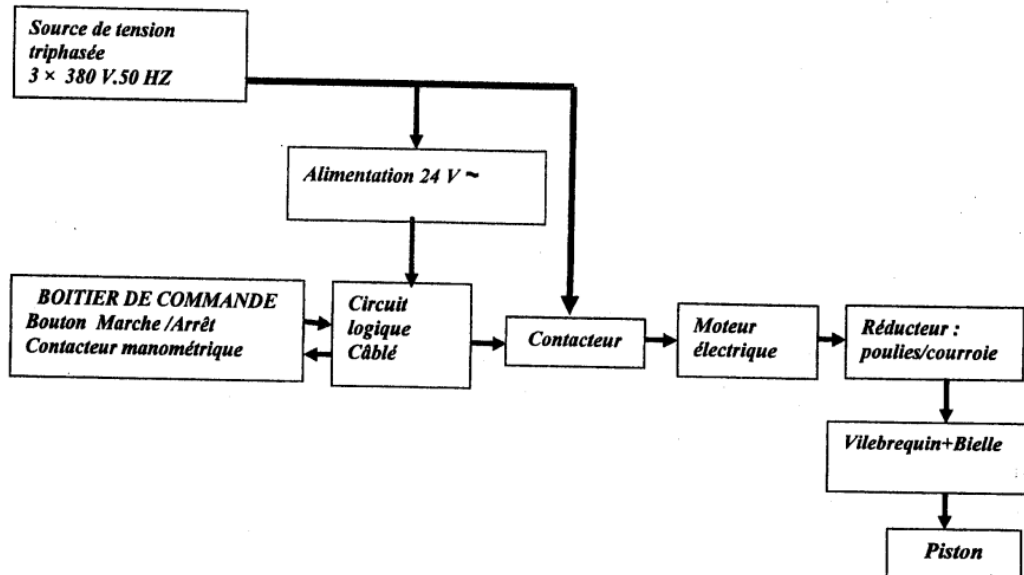 Source de tension
triphasée
3 × 380 V.50 HZ
Alimentation 24 V ~
BOITIER DE COMMANDE
Bouton Marche /Arrêt
Contacteur manométrique
Circuit
logique
Câblé
Contacteur
Moteur
électrique
Réducteur :
poulies/courroie
Vilebrequin+Bielle
Piston